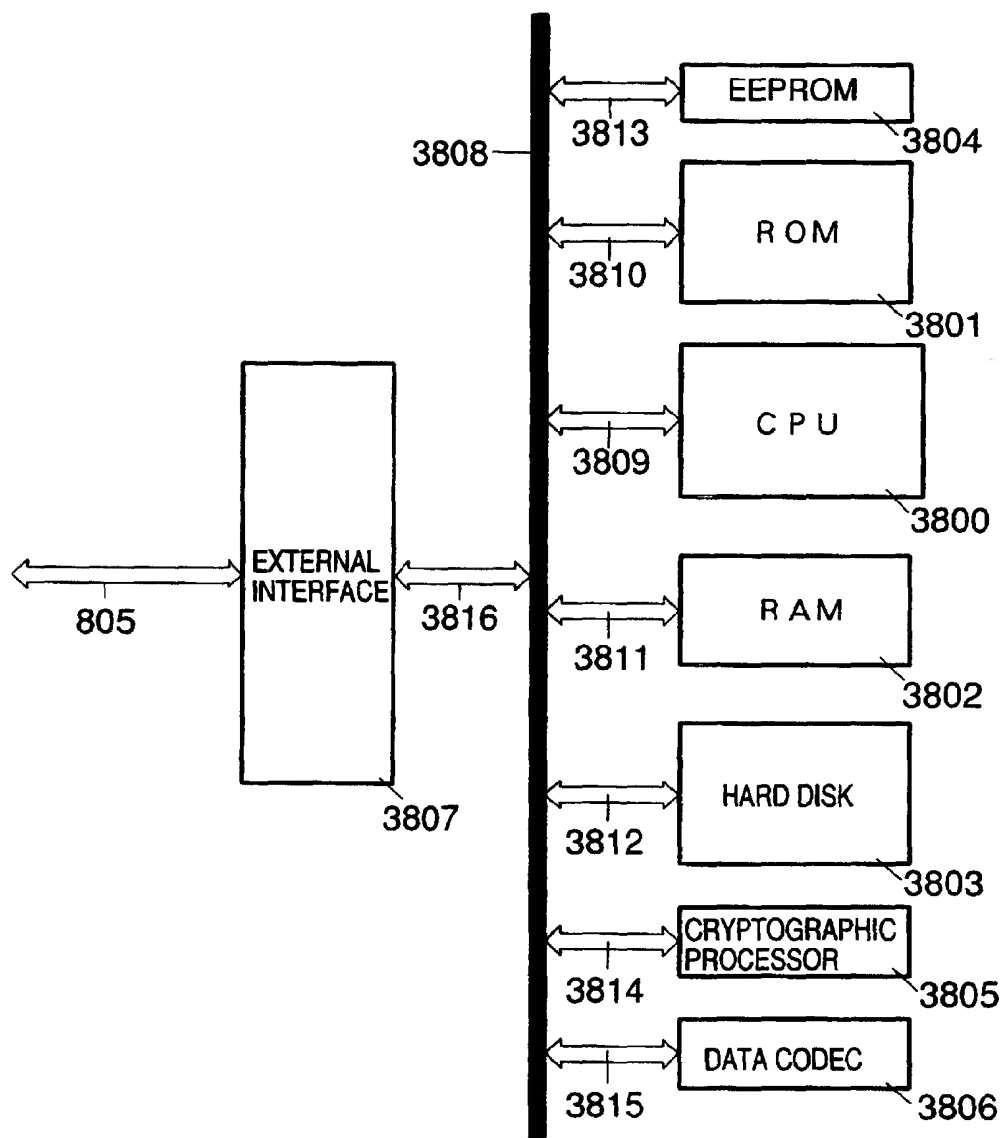 EEPROM
3813
3804
3808
ROM
3810
3801
CPU
3809
3800
EXTERNAL
INTERFACE
805
3816
RAM
3811
3802
3807
HARD DISK
3812
3803
CRYPTOGRAPHIC
PROCESSOR
3814
3805
DATA CODEC
3815
3806